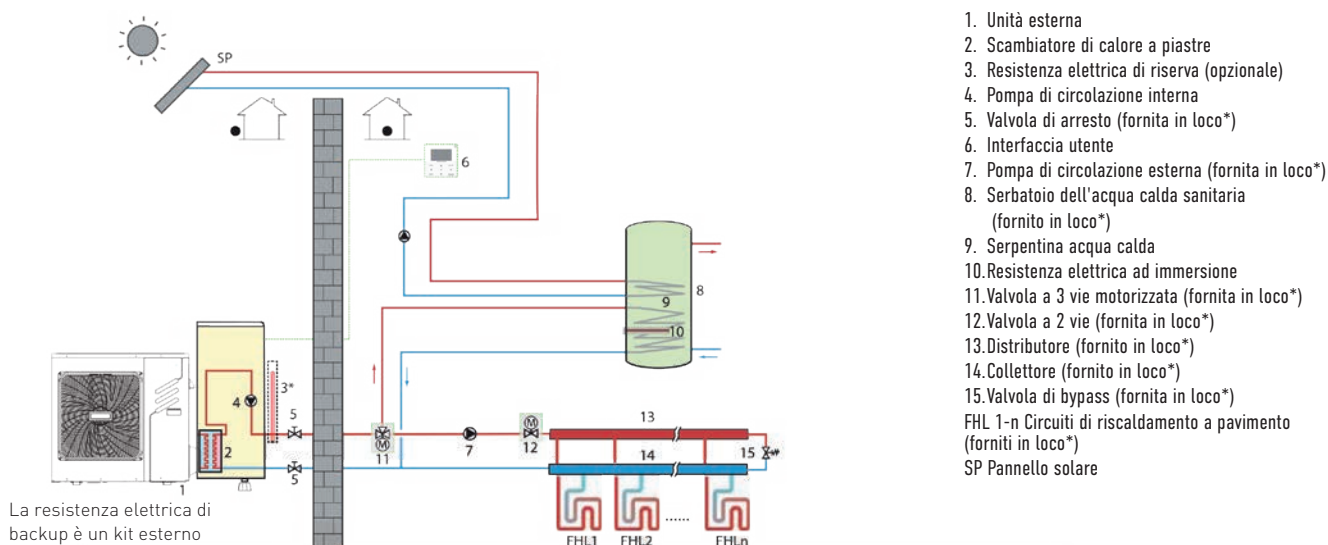 SP
6
8
9
10
3*
4
5
2
5
1
11
7
12
13
14
15
FHL1
FHL2
......
FHLn
M
M
La resistenza elettrica di
backup è un kit esterno
1. Unità esterna
2. Scambiatore di calore a piastre
3. Resistenza elettrica di riserva (opzionale)
4. Pompa di circolazione interna
5. Valvola di arresto (fornita in loco*)
6. Interfaccia utente
7. Pompa di circolazione esterna (fornita in loco*)
8. Serbatoio dell'acqua calda sanitaria
(fornito in loco*)
9. Serpentina acqua calda
10.Resistenza elettrica ad immersione
11.Valvola a 3 vie motorizzata (fornita in loco*)
12.Valvola a 2 vie (fornita in loco*)
13.Distributore (fornito in loco*)
14.Collettore (fornito in loco*)
15.Valvola di bypass (fornita in loco*)
FHL 1-n Circuiti di riscaldamento a pavimento
(forniti in loco*)
SP Pannello solare